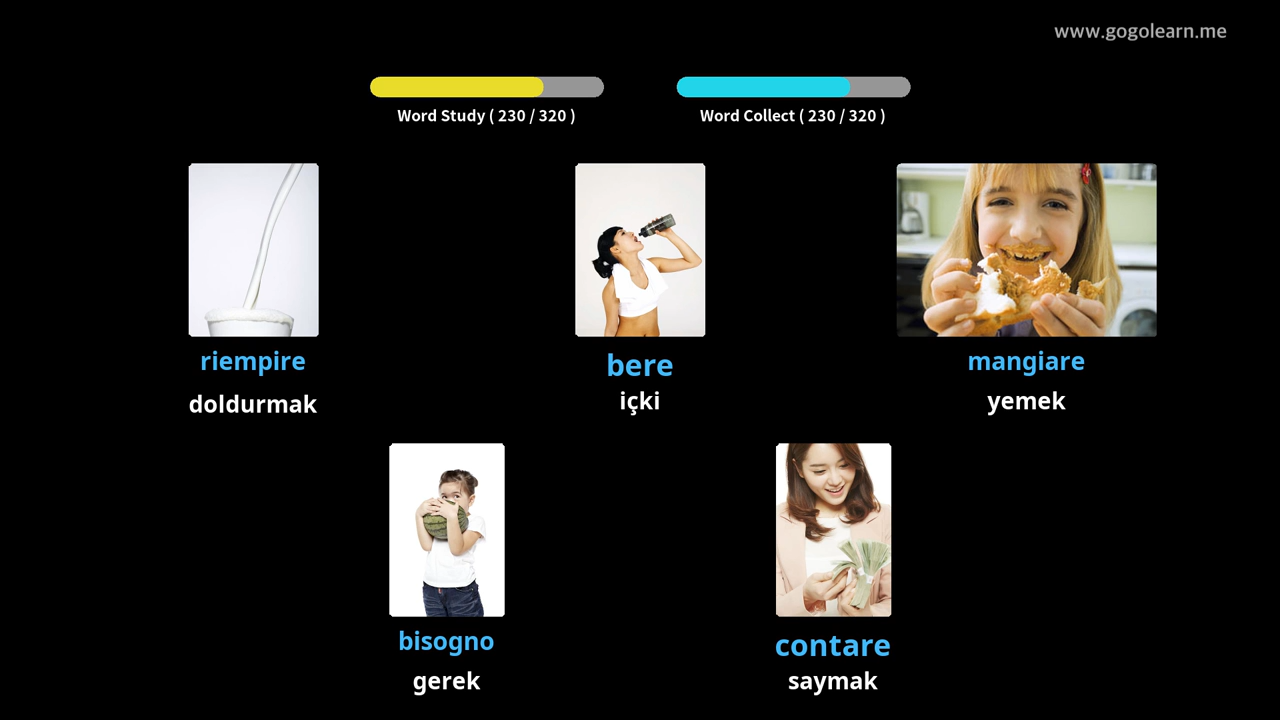 www.gogolearn.me
Word Study ( 230 / 320 )
Word Collect ( 230 / 320 )
riempire
doldurmak
bere
içki
mangiare
yemek
bisogno
gerek
contare
saymak